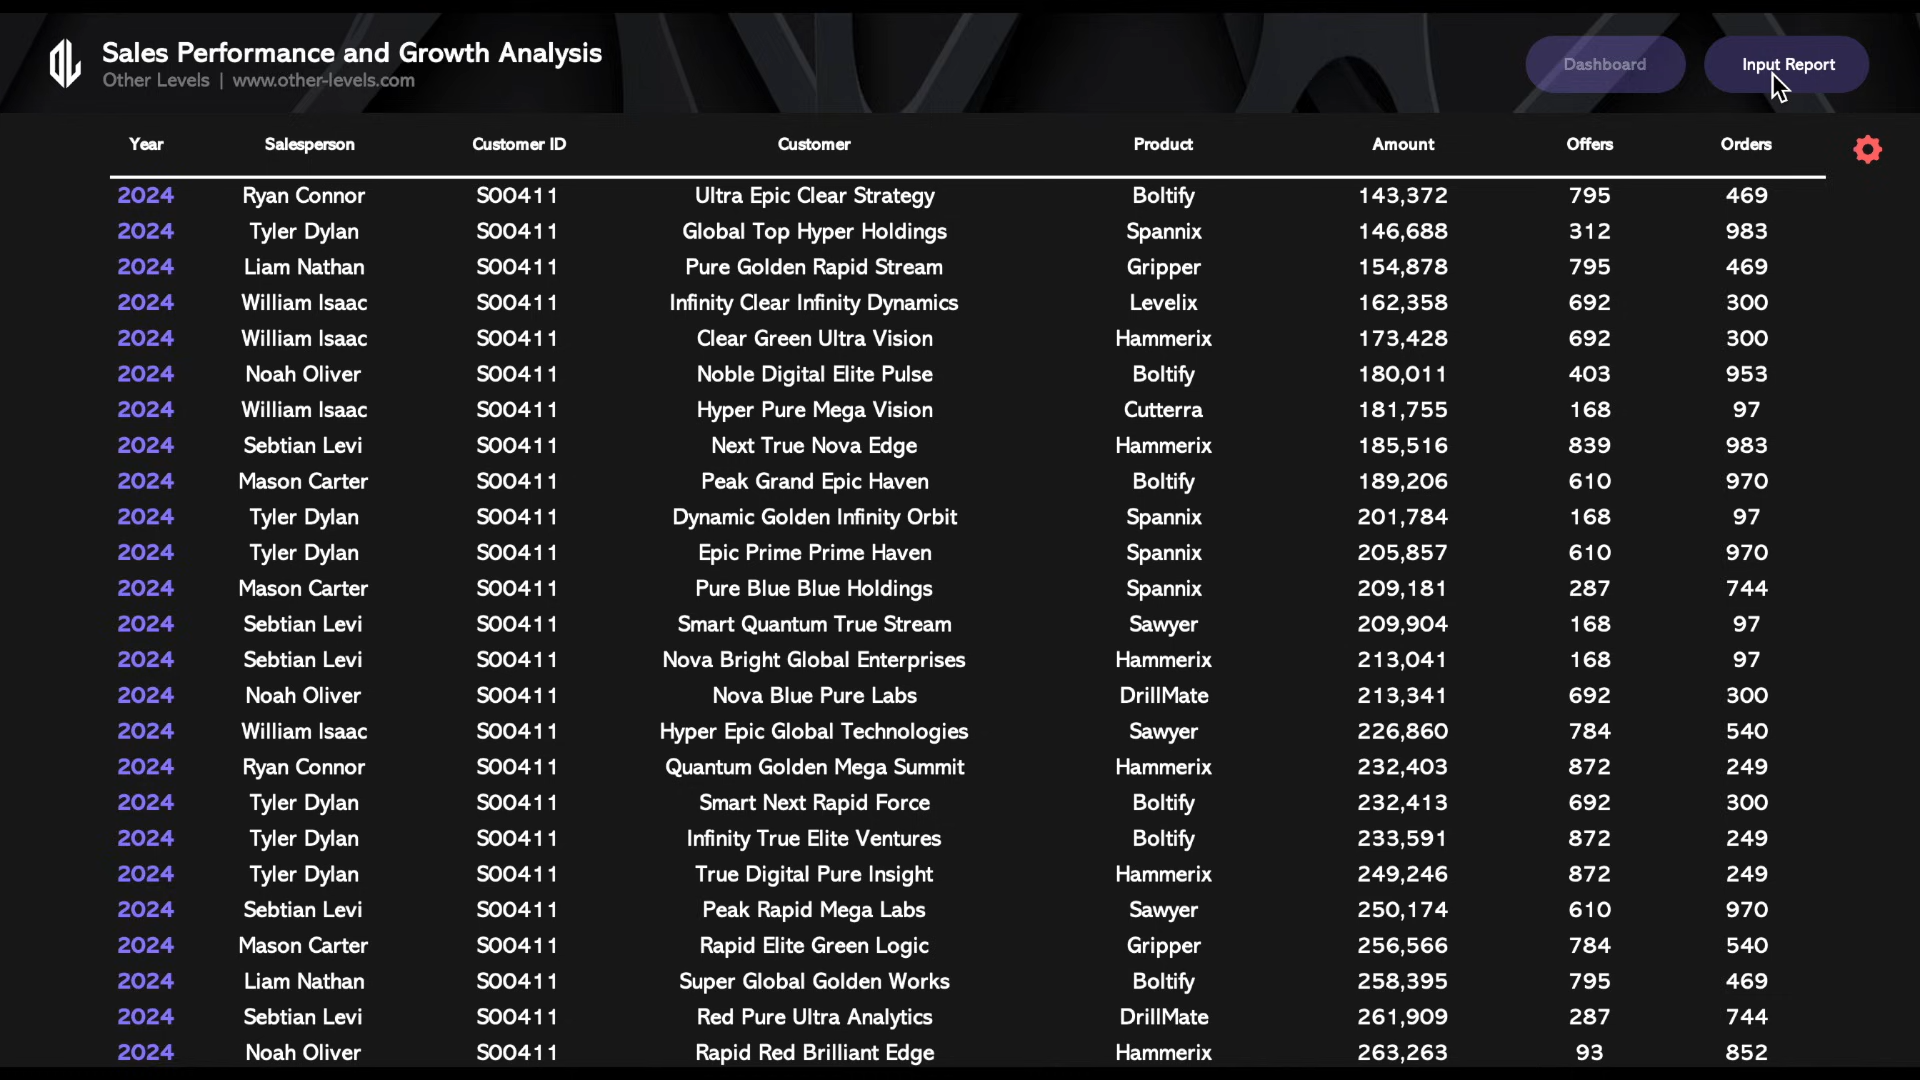 Sales Performance and Growth Analysis
Other Levels | www.other-levels.com
Dashboard
Input Report
Year Salesperson Customer ID Customer Product Amount Offers Orders
2024 Ryan Connor S00411 Ultra Epic Clear Strategy Boltify 143,372 795 469
2024 Tyler Dylan S00411 Global Top Hyper Holdings Spannix 146,688 312 983
2024 Liam Nathan S00411 Pure Golden Rapid Stream Gripper 154,878 795 469
2024 William Isaac S00411 Infinity Clear Infinity Dynamics Levelix 162,358 692 300
2024 William Isaac S00411 Clear Green Ultra Vision Hammerix 173,428 692 300
2024 Noah Oliver S00411 Noble Digital Elite Pulse Boltify 180,011 403 953
2024 William Isaac S00411 Hyper Pure Mega Vision Cutterra 181,755 168 97
2024 Sebtian Levi S00411 Next True Nova Edge Hammerix 185,516 839 983
2024 Mason Carter S00411 Peak Grand Epic Haven Boltify 189,206 610 970
2024 Tyler Dylan S00411 Dynamic Golden Infinity Orbit Spannix 201,784 168 97
2024 Tyler Dylan S00411 Epic Prime Prime Haven Spannix 205,857 610 970
2024 Mason Carter S00411 Pure Blue Blue Holdings Spannix 209,181 287 744
2024 Sebtian Levi S00411 Smart Quantum True Stream Sawyer 209,904 168 97
2024 Sebtian Levi S00411 Nova Bright Global Enterprises Hammerix 213,041 168 97
2024 Noah Oliver S00411 Nova Blue Pure Labs DrillMate 213,341 692 300
2024 William Isaac S00411 Hyper Epic Global Technologies Sawyer 226,860 784 540
2024 Ryan Connor S00411 Quantum Golden Mega Summit Hammerix 232,403 872 249
2024 Tyler Dylan S00411 Smart Next Rapid Force Boltify 232,413 692 300
2024 Tyler Dylan S00411 Infinity True Elite Ventures Boltify 233,591 872 249
2024 Tyler Dylan S00411 True Digital Pure Insight Hammerix 249,246 872 249
2024 Sebtian Levi S00411 Peak Rapid Mega Labs Sawyer 250,174 610 970
2024 Mason Carter S00411 Rapid Elite Green Logic Gripper 256,566 784 540
2024 Liam Nathan S00411 Super Global Golden Works Boltify 258,395 795 469
2024 Sebtian Levi S00411 Red Pure Ultra Analytics DrillMate 261,909 287 744
2024 Noah Oliver S00411 Rapid Red Brilliant Edge Hammerix 263,263 93 852